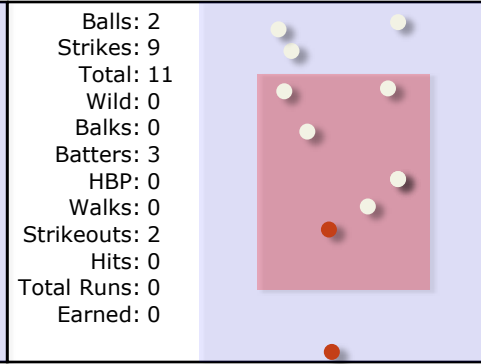 Balls: 2
Strikes: 9
Total: 11
Wild: 0
Balks: 0
Batters: 3
HBP: 0
Walks: 0
Strikeouts: 2
Hits: 0
Total Runs: 0
Earned: 0